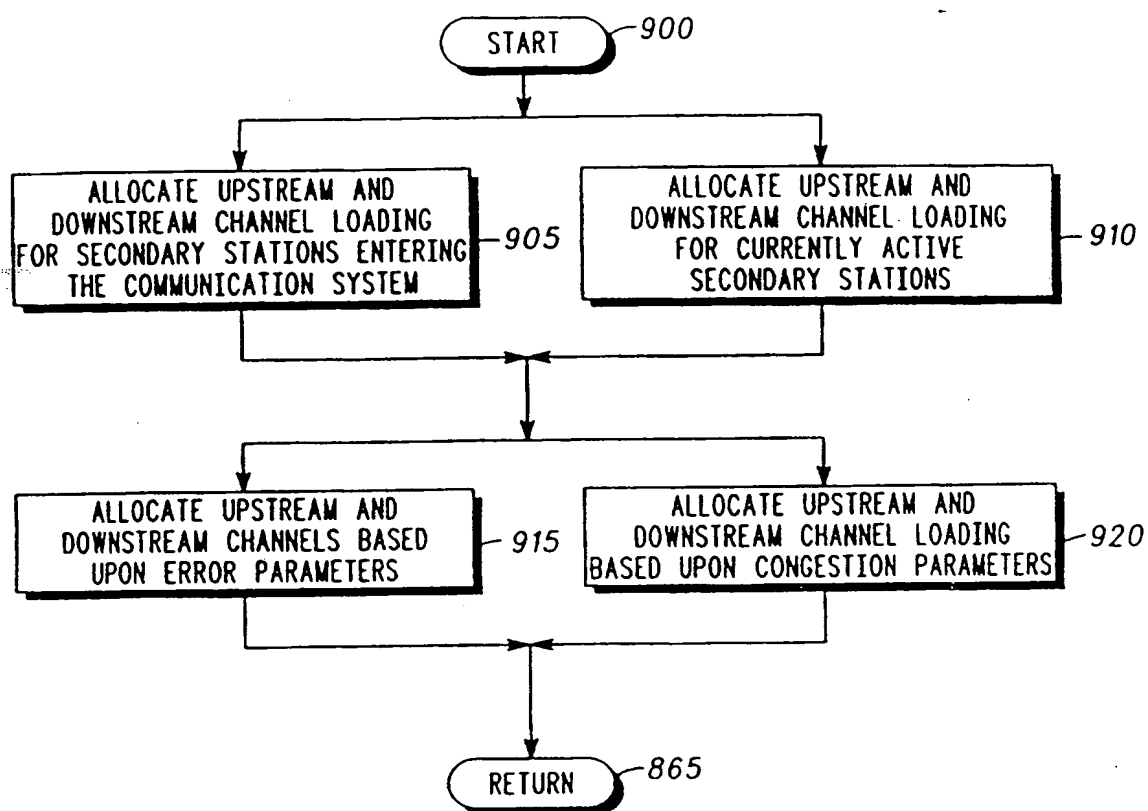 START
900
ALLOCATE UPSTREAM AND
DOWNSTREAM CHANNEL LOADING
FOR SECONDARY STATIONS ENTERING
THE COMMUNICATION SYSTEM
905
ALLOCATE UPSTREAM AND
DOWNSTREAM CHANNEL LOADING
FOR CURRENTLY ACTIVE
SECONDARY STATIONS
910
ALLOCATE UPSTREAM AND
DOWNSTREAM CHANNELS BASED
UPON ERROR PARAMETERS
915
ALLOCATE UPSTREAM AND
DOWNSTREAM CHANNEL LOADING
BASED UPON CONGESTION PARAMETERS
920
RETURN
865